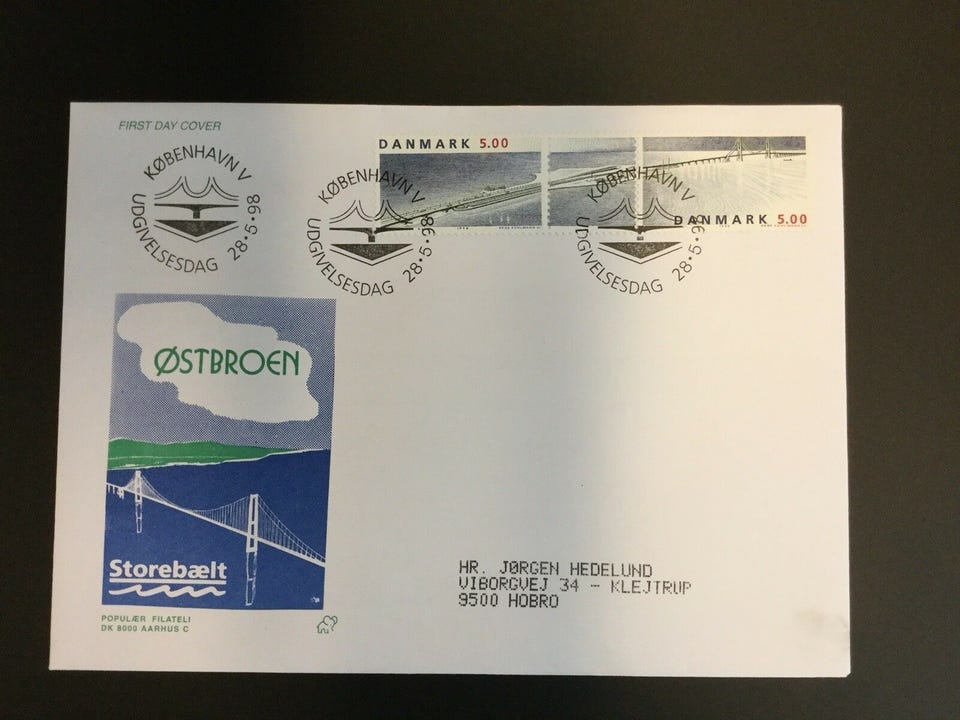 FIRST DAY COVER
KØBENHAVN V
UDGIVELSESDAG 28·5·98
KØBENHAVN V
UDGIVELSESDAG 28·5·98
KØBENHAVN V
UDGIVELSESDAG 28·5·98
DANMARK 5.00
DANMARK 5.00
ØSTBROEN
Storebælt
POPULÆR FILATELI
DK 8000 AARHUS C
HR. JØRGEN HEDELUND
VIBORGVEJ 34 - KLEJTRUP
9500 HOBRO